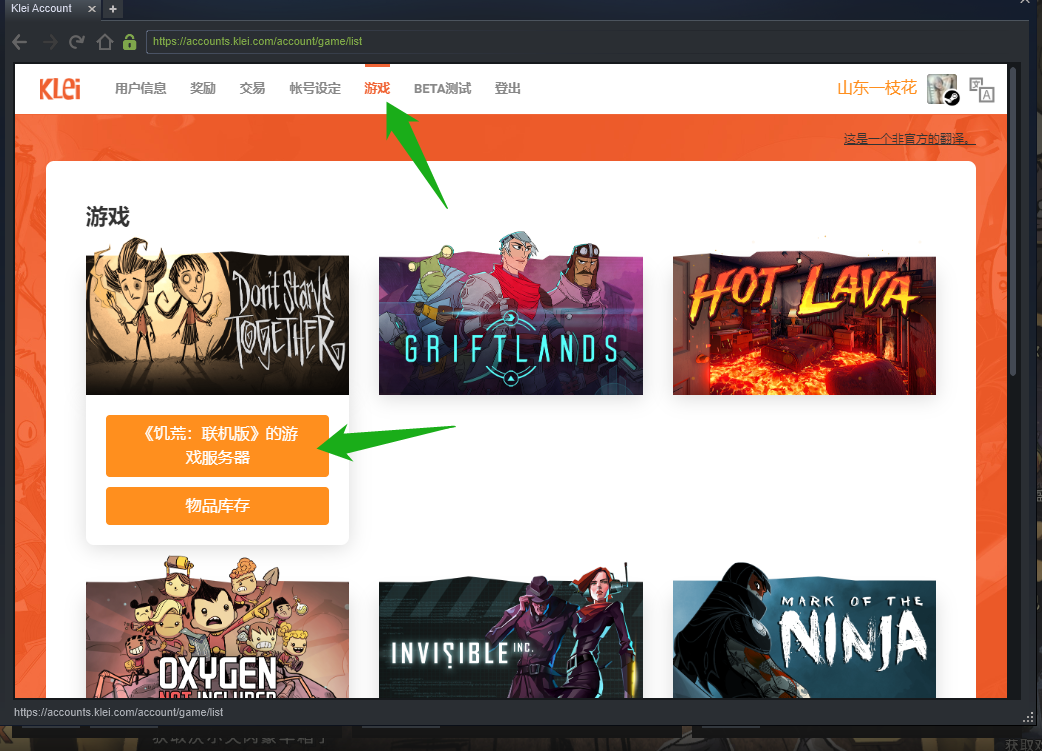 Klei Account
https://accounts.klei.com/account/game/list
KLei
用户信息 奖励 交易 帐号设定 游戏 BETA测试 登出
山东一枝花
文 A
这是一个非官方的翻译。
游戏
Don't Starve
TOGETHER
GRIFTLANDS
HOT LAVA
《饥荒：联机版》的游
戏服务器
物品库存
OXYGEN
NOT INCLUDED
INVISIBLE INC.
MARK OF THE
NINJA
https://accounts.klei.com/account/game/list